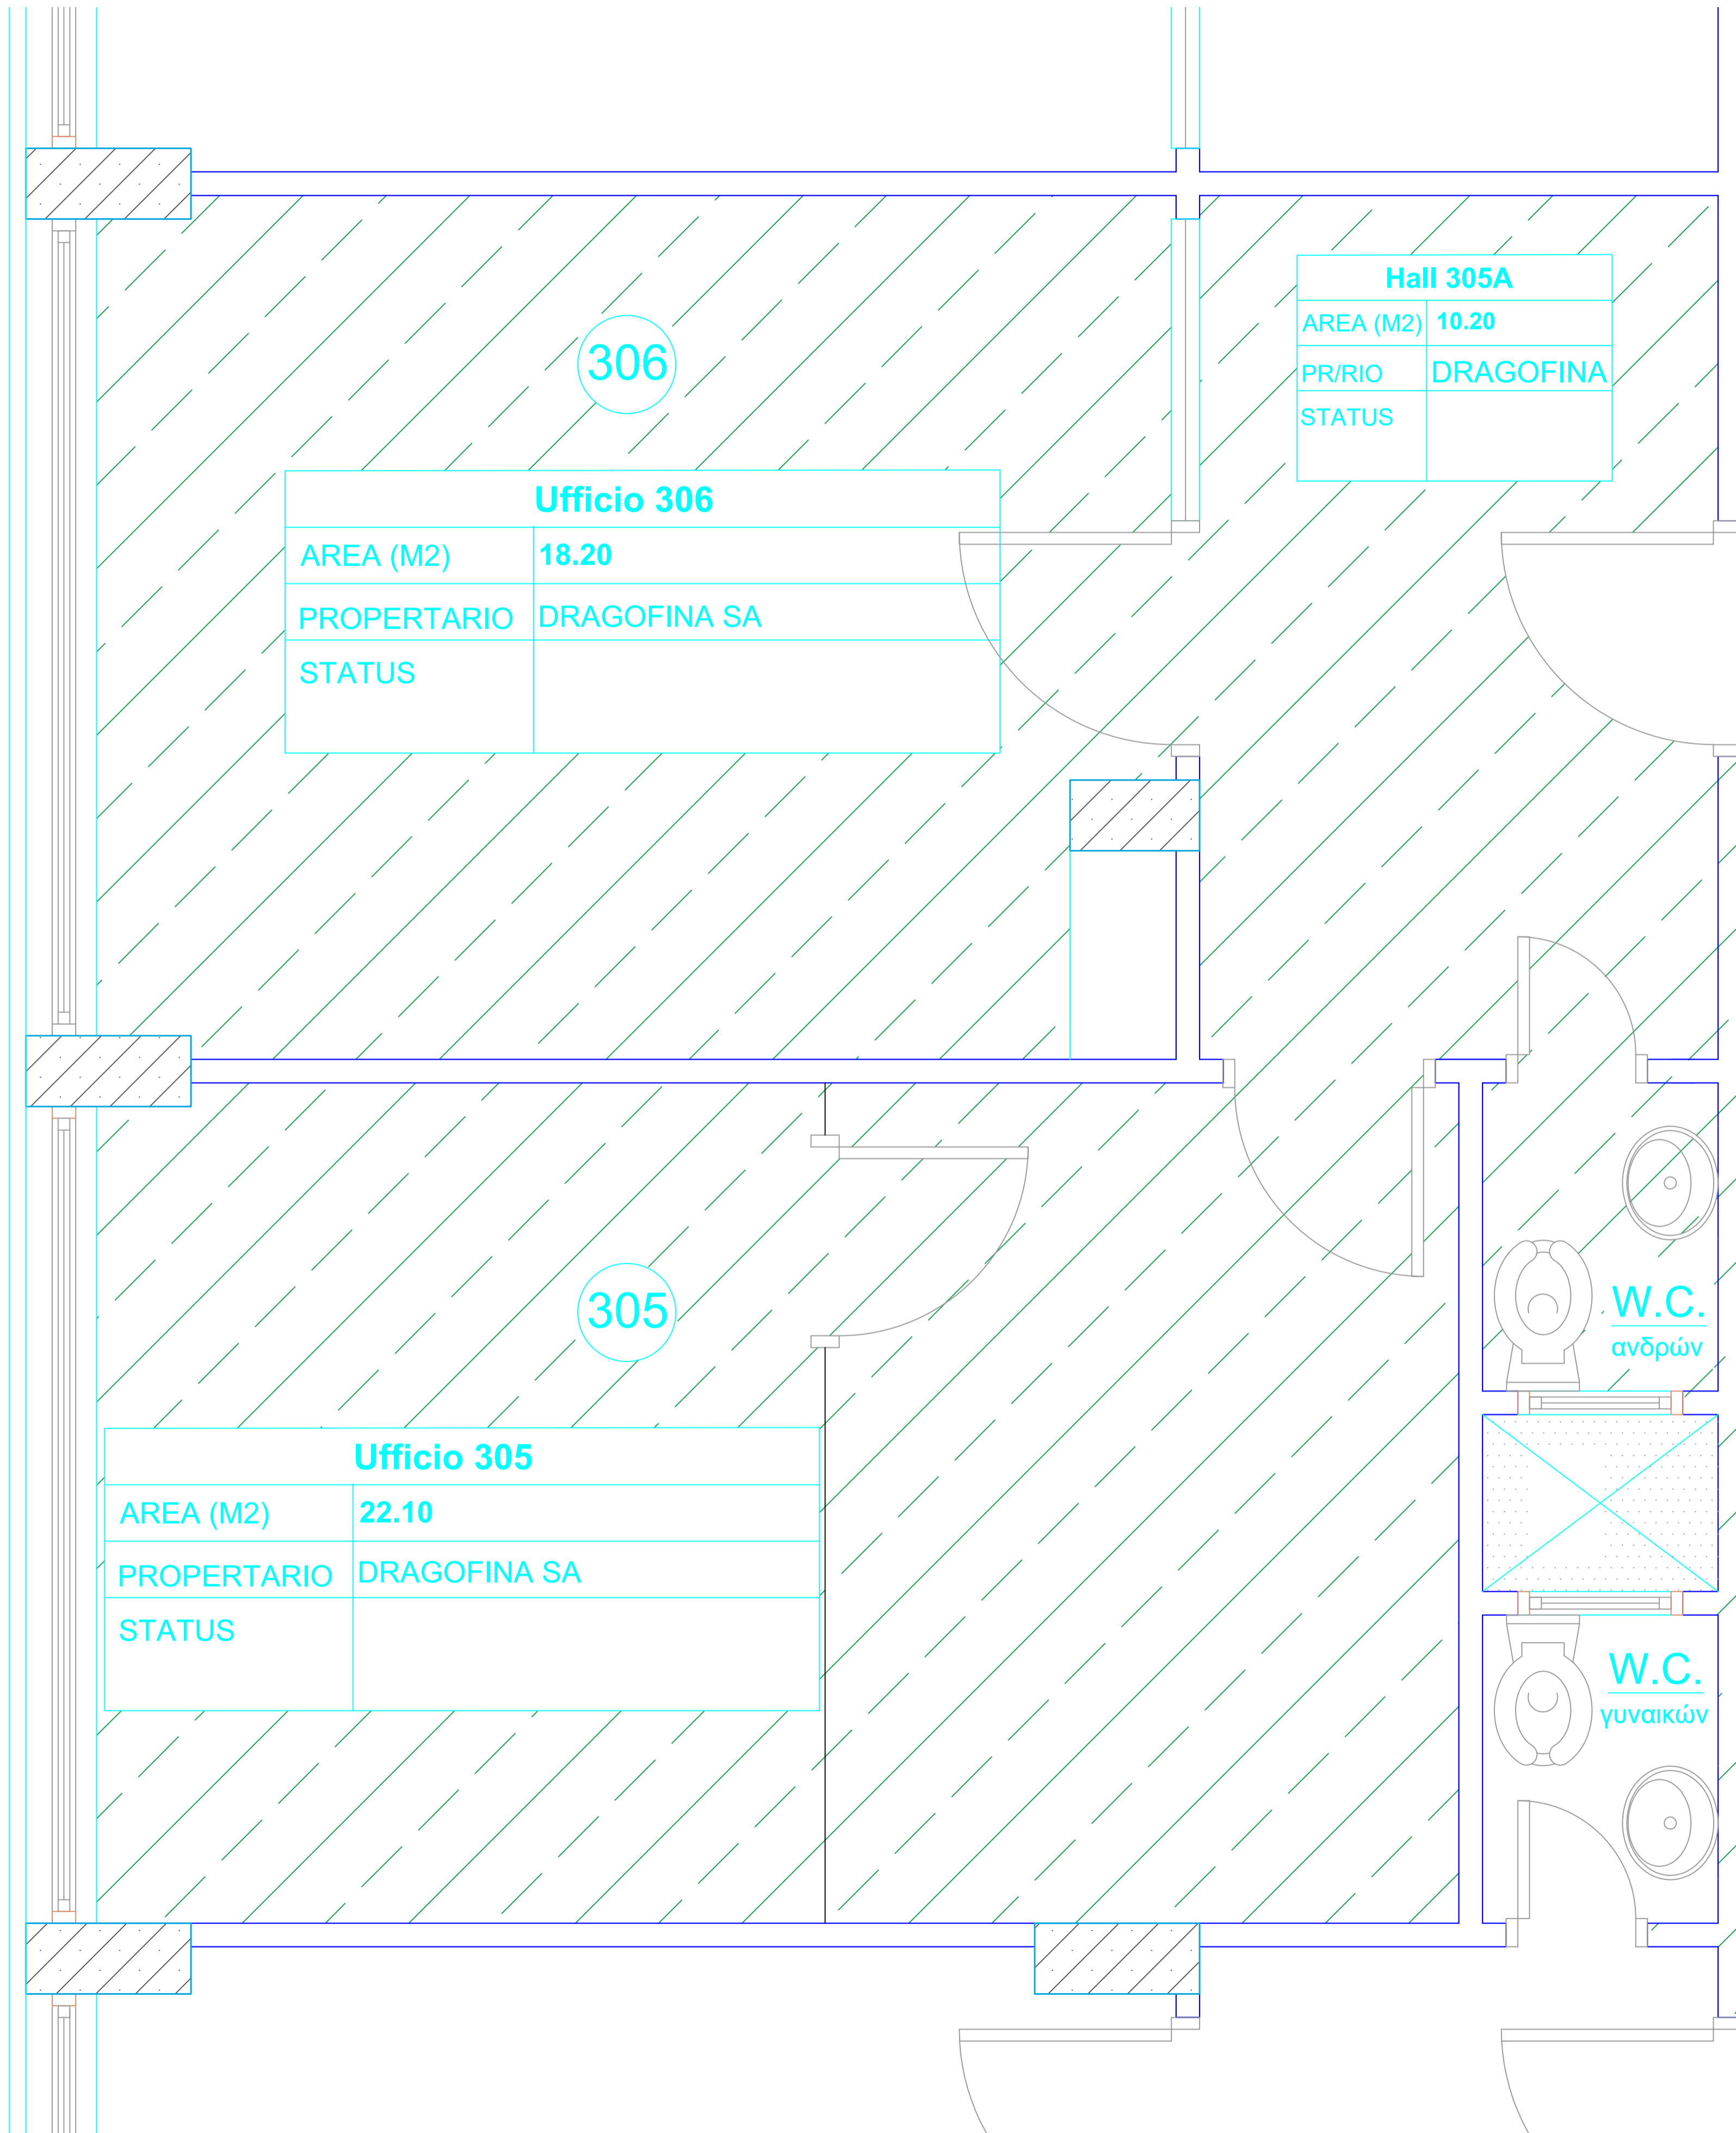 Hall 305A
AREA (M2) 10.20
PR/RIO DRAGOFINA
STATUS
306
Ufficio 306
AREA (M2) 18.20
PROPERTARIO DRAGOFINA SA
STATUS
305
W.C.
ανδρών
Ufficio 305
AREA (M2) 22.10
PROPERTARIO DRAGOFINA SA
STATUS
W.C.
γυναικών